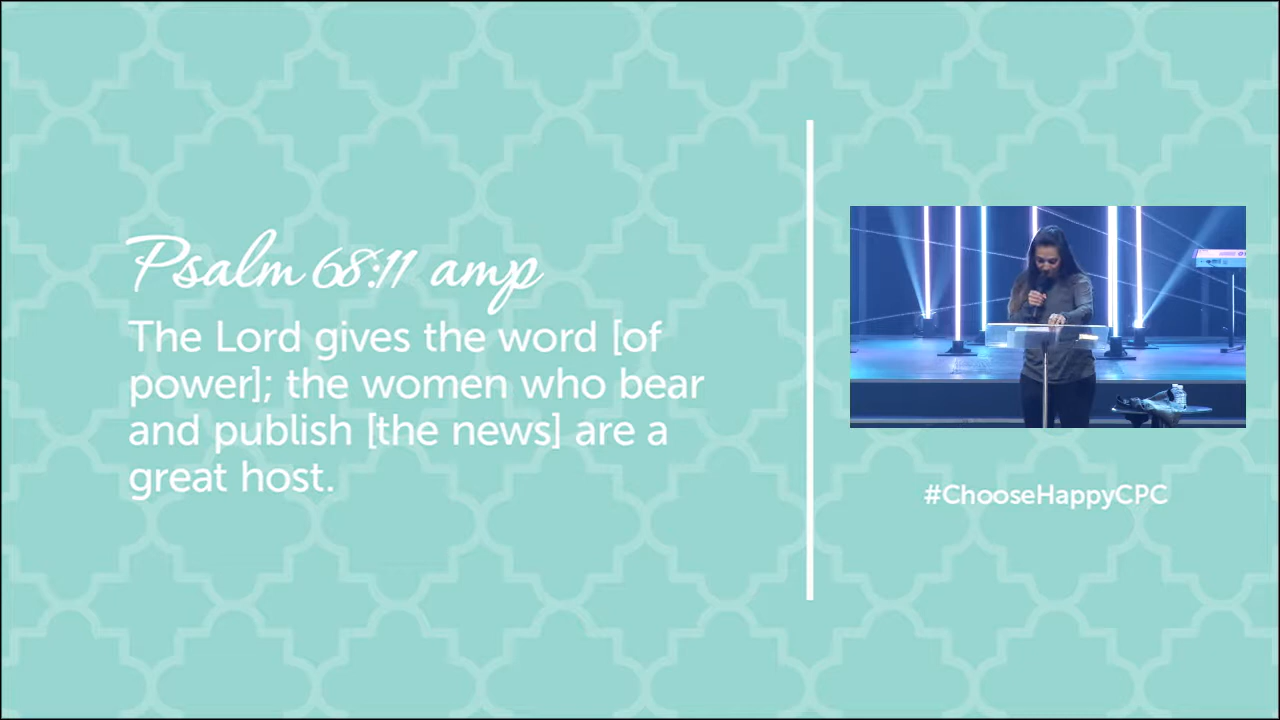 Psalm 68:11 amp
The Lord gives the word [of
power]; the women who bear
and publish [the news] are a
great host.
#ChooseHappyCPC